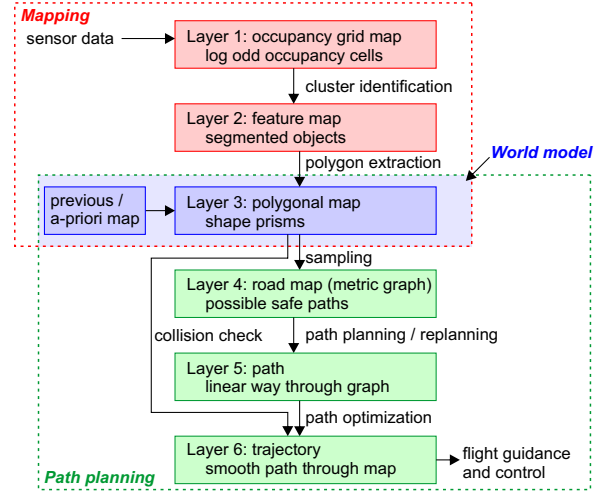 Mapping
sensor data
Layer 1: occupancy grid map
log odd occupancy cells
cluster identification
Layer 2: feature map
segmented objects
polygon extraction
World model
previous /
a-priori map
Layer 3: polygonal map
shape prisms
sampling
Layer 4: road map (metric graph)
possible safe paths
collision check
path planning / replanning
Layer 5: path
linear way through graph
path optimization
Layer 6: trajectory
smooth path through map
flight guidance
and control
Path planning